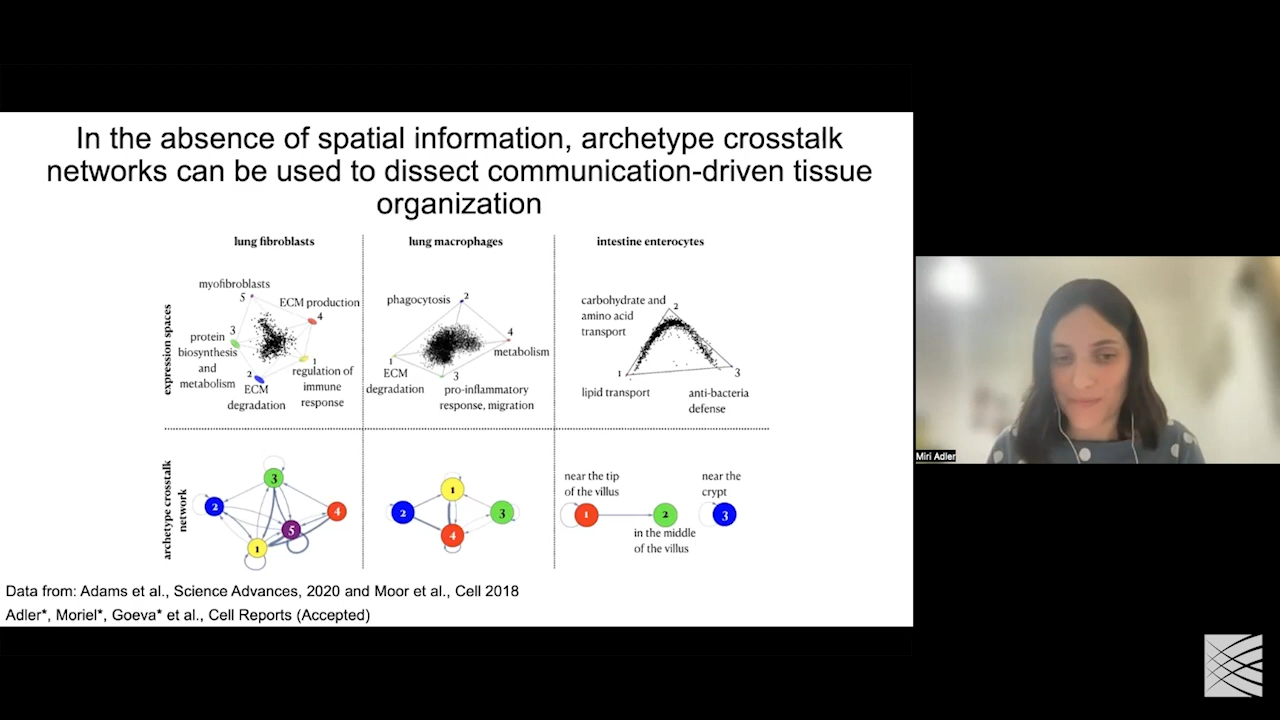 In the absence of spatial information, archetype crosstalk
networks can be used to dissect communication-driven tissue
organization
lung fibroblasts
lung macrophages
intestine enterocytes
expression spaces
myofibroblasts
5
ECM production
4
3
protein
biosynthesis
and
metabolism
2
ECM
degradation
1
regulation of
immune
response
phagocytosis
2
4
metabolism
1
ECM
degradation
3
pro-inflammatory
response, migration
carbohydrate and
amino acid
transport
2
1
lipid transport
3
anti-bacteria
defense
archetype crosstalk
network
3
2
4
5
1
1
2
3
4
near the tip
of the villus
1
2
in the middle
of the villus
near the
crypt
3
Data from: Adams et al., Science Advances, 2020 and Moor et al., Cell 2018
Adler*, Moriel*, Goeva* et al., Cell Reports (Accepted)
Miri Adler